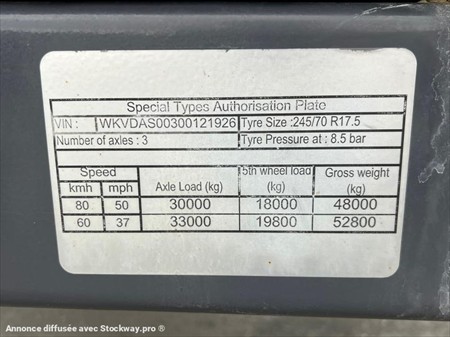 Special Types Authorisation Plate
VIN : WKVDAS00300121926 Tyre Size :245/70 R17.5
Number of axles : 3 Tyre Pressure at : 8.5 bar
Speed Axle Load (kg) 5th wheel load (kg) Gross weight (kg)
kmh mph
80 50 30000 18000 48000
60 37 33000 19800 52800
Annonce diffusée avec Stockway.pro ®